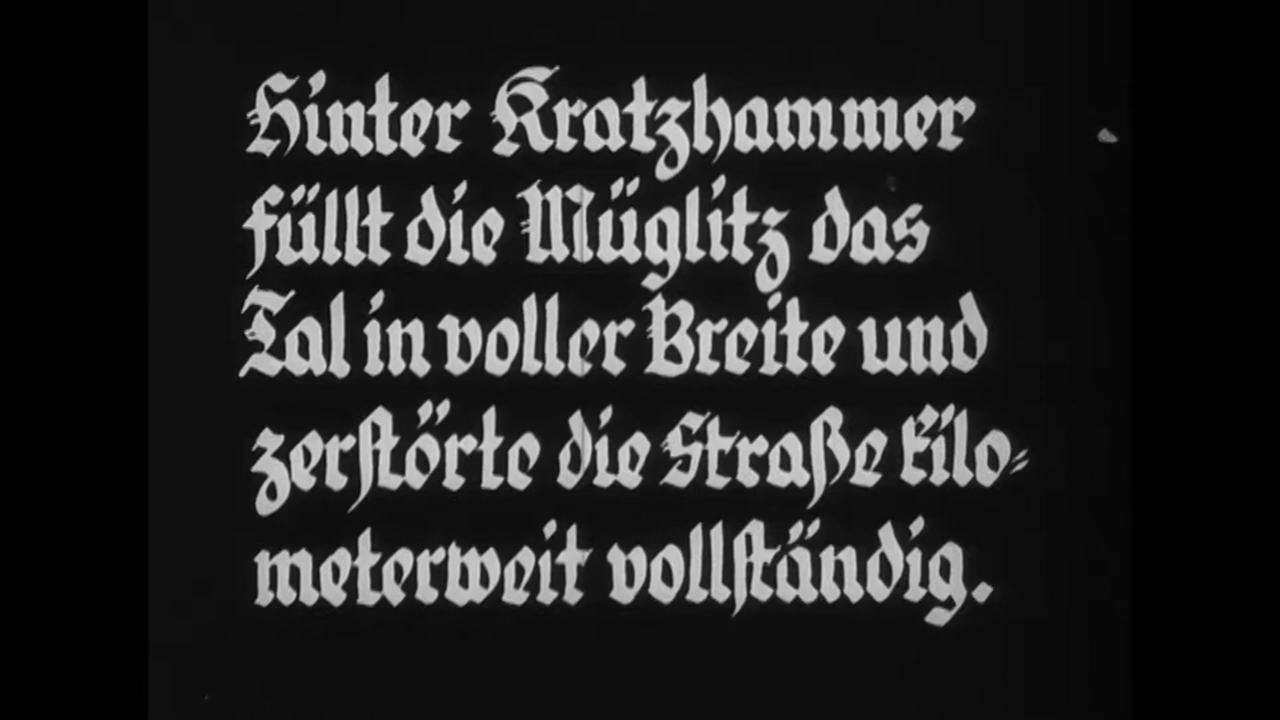 Hinter Kratzhammer
füllt die Müglitz das
Tal in voller Breite und
zerstörte die Straße kilo-
meterweit vollständig.